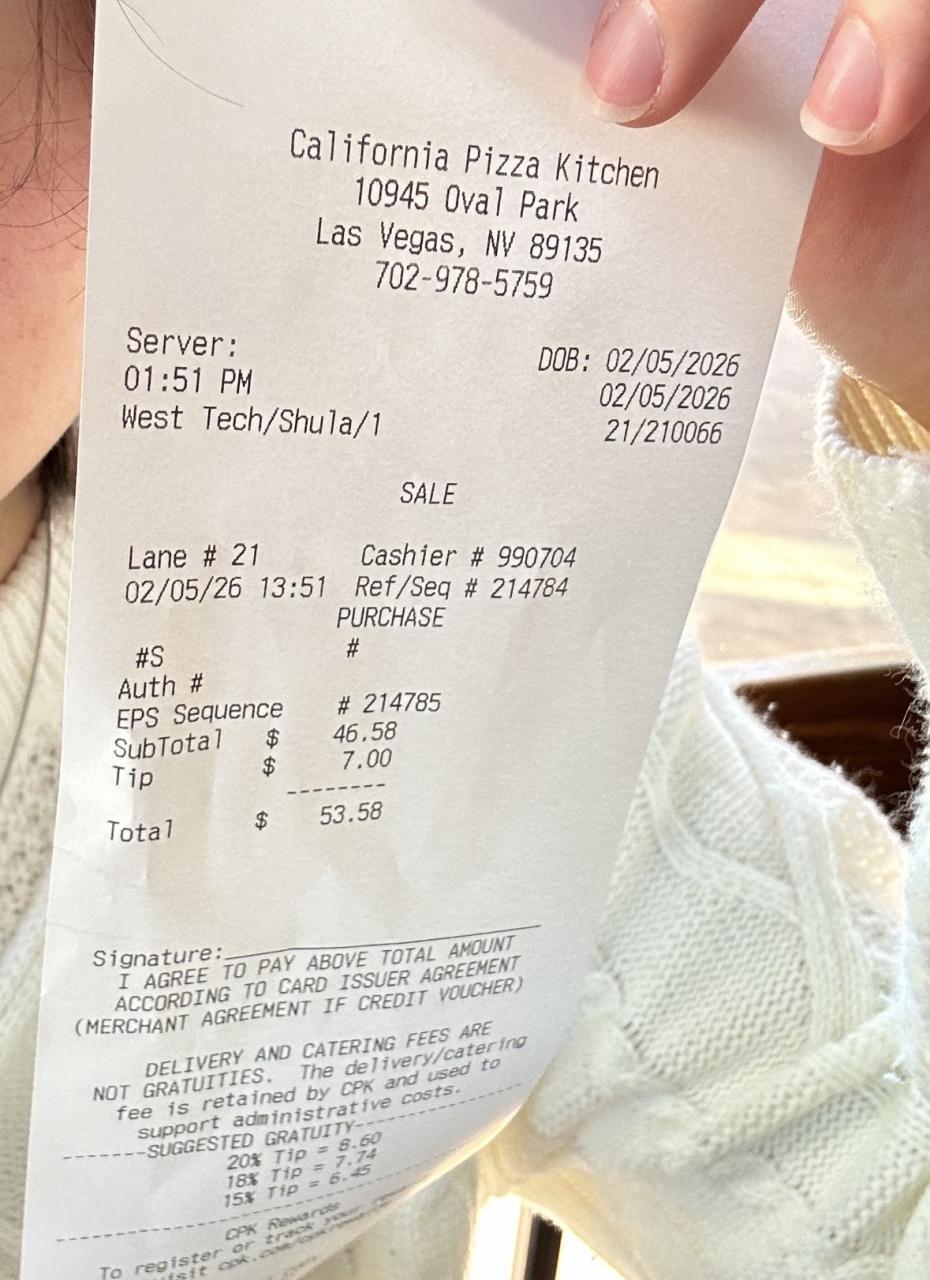 California Pizza Kitchen
10945 Oval Park
Las Vegas, NV 89135
702-978-5759
Server: DOB: 02/05/2026
01:51 PM 02/05/2026
West Tech/Shula/1 21/210066
SALE
Lane # 21 Cashier # 990704
02/05/26 13:51 Ref/Seq # 214784
PURCHASE
#S #
Auth #
EPS Sequence # 214785
SubTotal $ 46.58
Tip $ 7.00
--------
Total $ 53.58
Signature:
I AGREE TO PAY ABOVE TOTAL AMOUNT
ACCORDING TO CARD ISSUER AGREEMENT
(MERCHANT AGREEMENT IF CREDIT VOUCHER)
DELIVERY AND CATERING FEES ARE
NOT GRATUITIES. The delivery/catering
fee is retained by CPK and used to
support administrative costs.
-------SUGGESTED GRATUITY--------------
20% Tip = 8.60
18% Tip = 7.74
15% Tip = 6.45
CPK Rewards
To register or track your